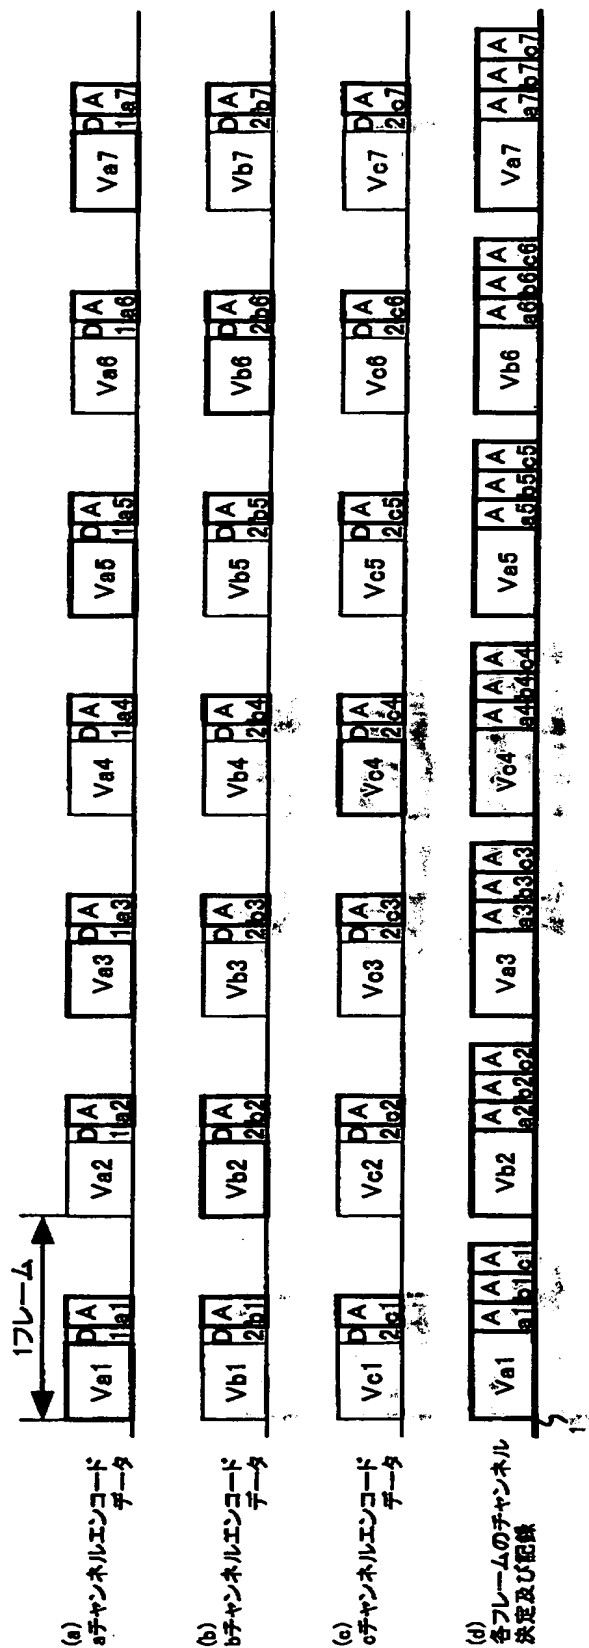 1フレーム
(a)
aチャンネルエンコード
データ
Va1 D A Va2 D A Va3 D A Va4 D A Va5 D A Va6 D A Va7 D A
1 a1 1 a2 1 a3 1 a4 1 a5 1 a6 1 a7
(b)
bチャンネルエンコード
データ
Vb1 D A Vb2 D A Vb3 D A Vb4 D A Vb5 D A Vb6 D A Vb7 D A
2 b1 2 b2 2 b3 2 b4 2 b5 2 b6 2 b7
(c)
cチャンネルエンコード
データ
Vc1 D A Vc2 D A Vc3 D A Vc4 D A Vc5 D A Vc6 D A Vc7 D A
2 c1 2 c2 2 c3 2 c4 2 c5 2 c6 2 c7
(d)
各フレームのチャンネル
決定及び記録
Va1 A A A Vb2 A A A Va3 A A A Vc4 A A A Va5 A A A Vb6 A A A Va7 A A A
a1 b1 c1 a2 b2 c2 a3 b3 c3 a4 b4 c4 a5 b5 c5 a6 b6 c6 a7 b7 c7
1